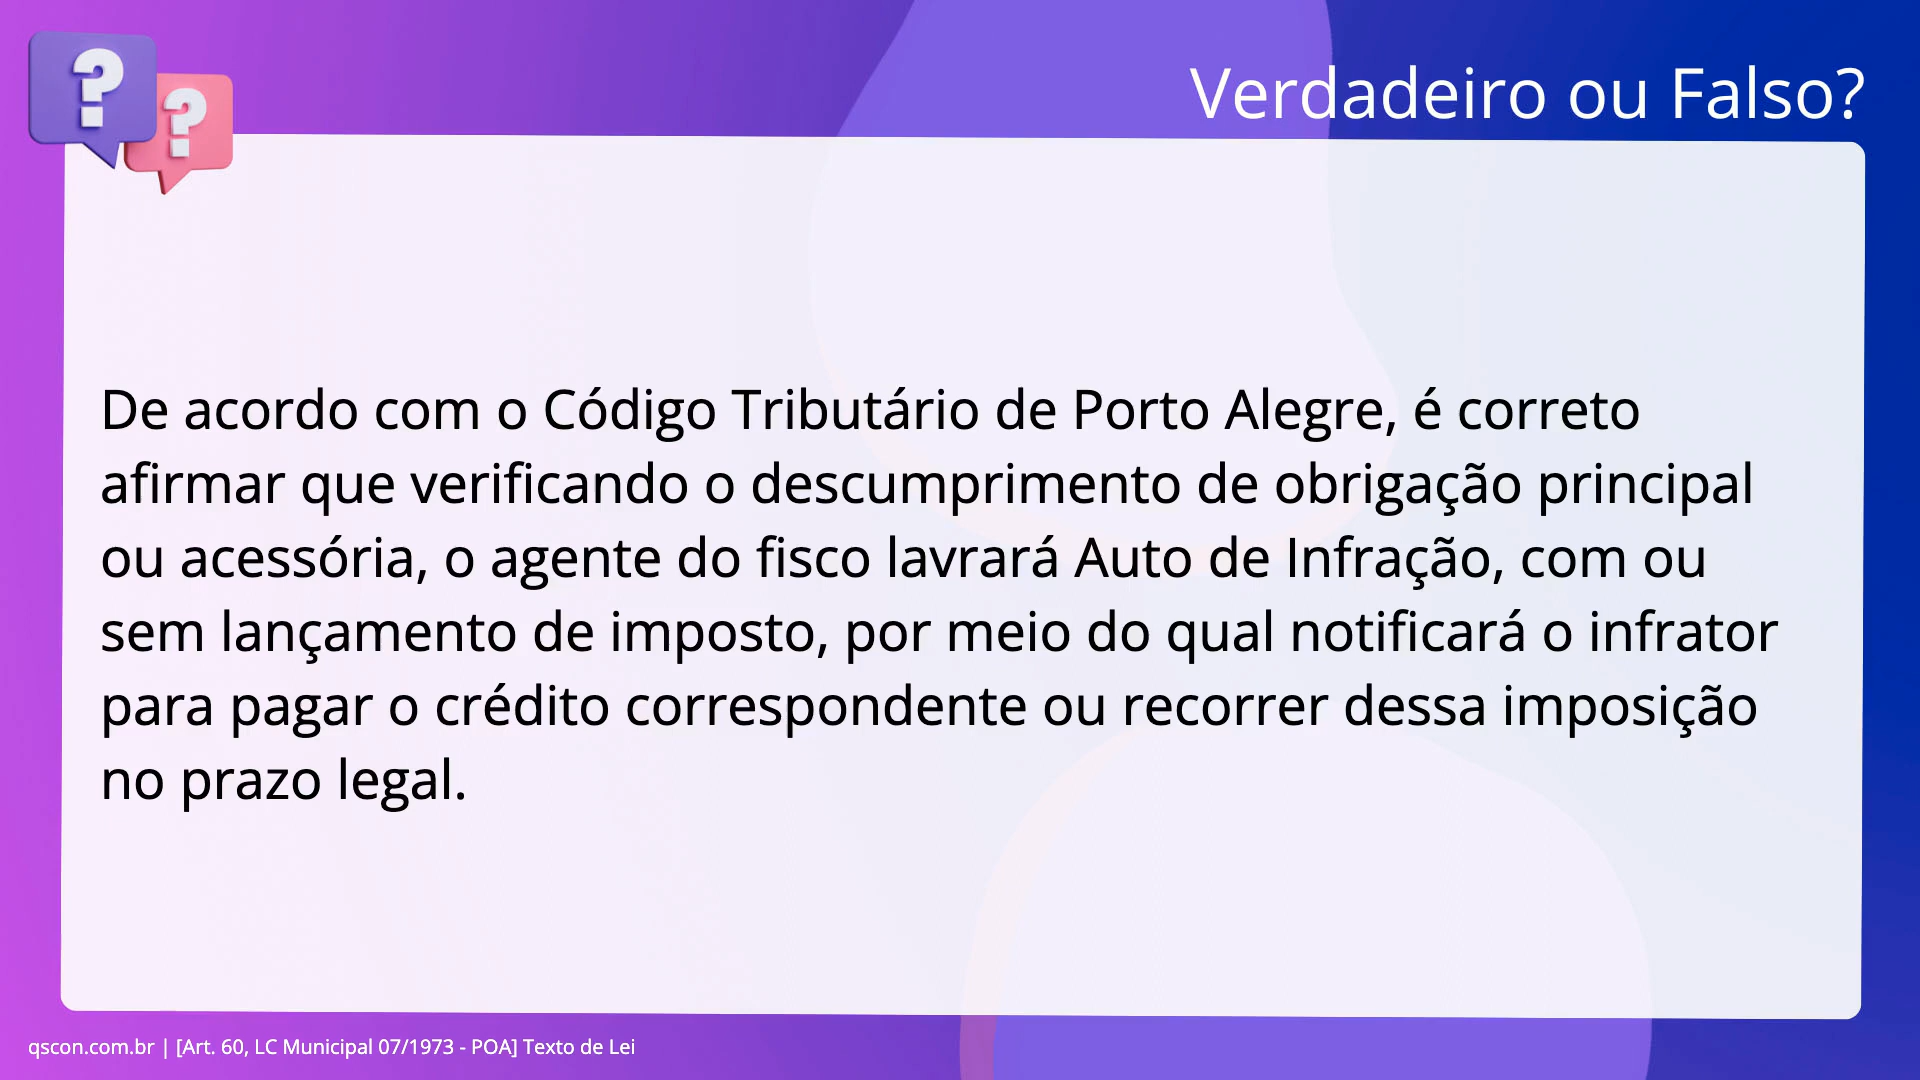 Verdadeiro ou Falso?
De acordo com o Código Tributário de Porto Alegre, é correto
afirmar que verificando o descumprimento de obrigação principal
ou acessória, o agente do fisco lavrará Auto de Infração, com ou
sem lançamento de imposto, por meio do qual notificará o infrator
para pagar o crédito correspondente ou recorrer dessa imposição
no prazo legal.
qscon.com.br | [Art. 60, LC Municipal 07/1973 - POA] Texto de Lei